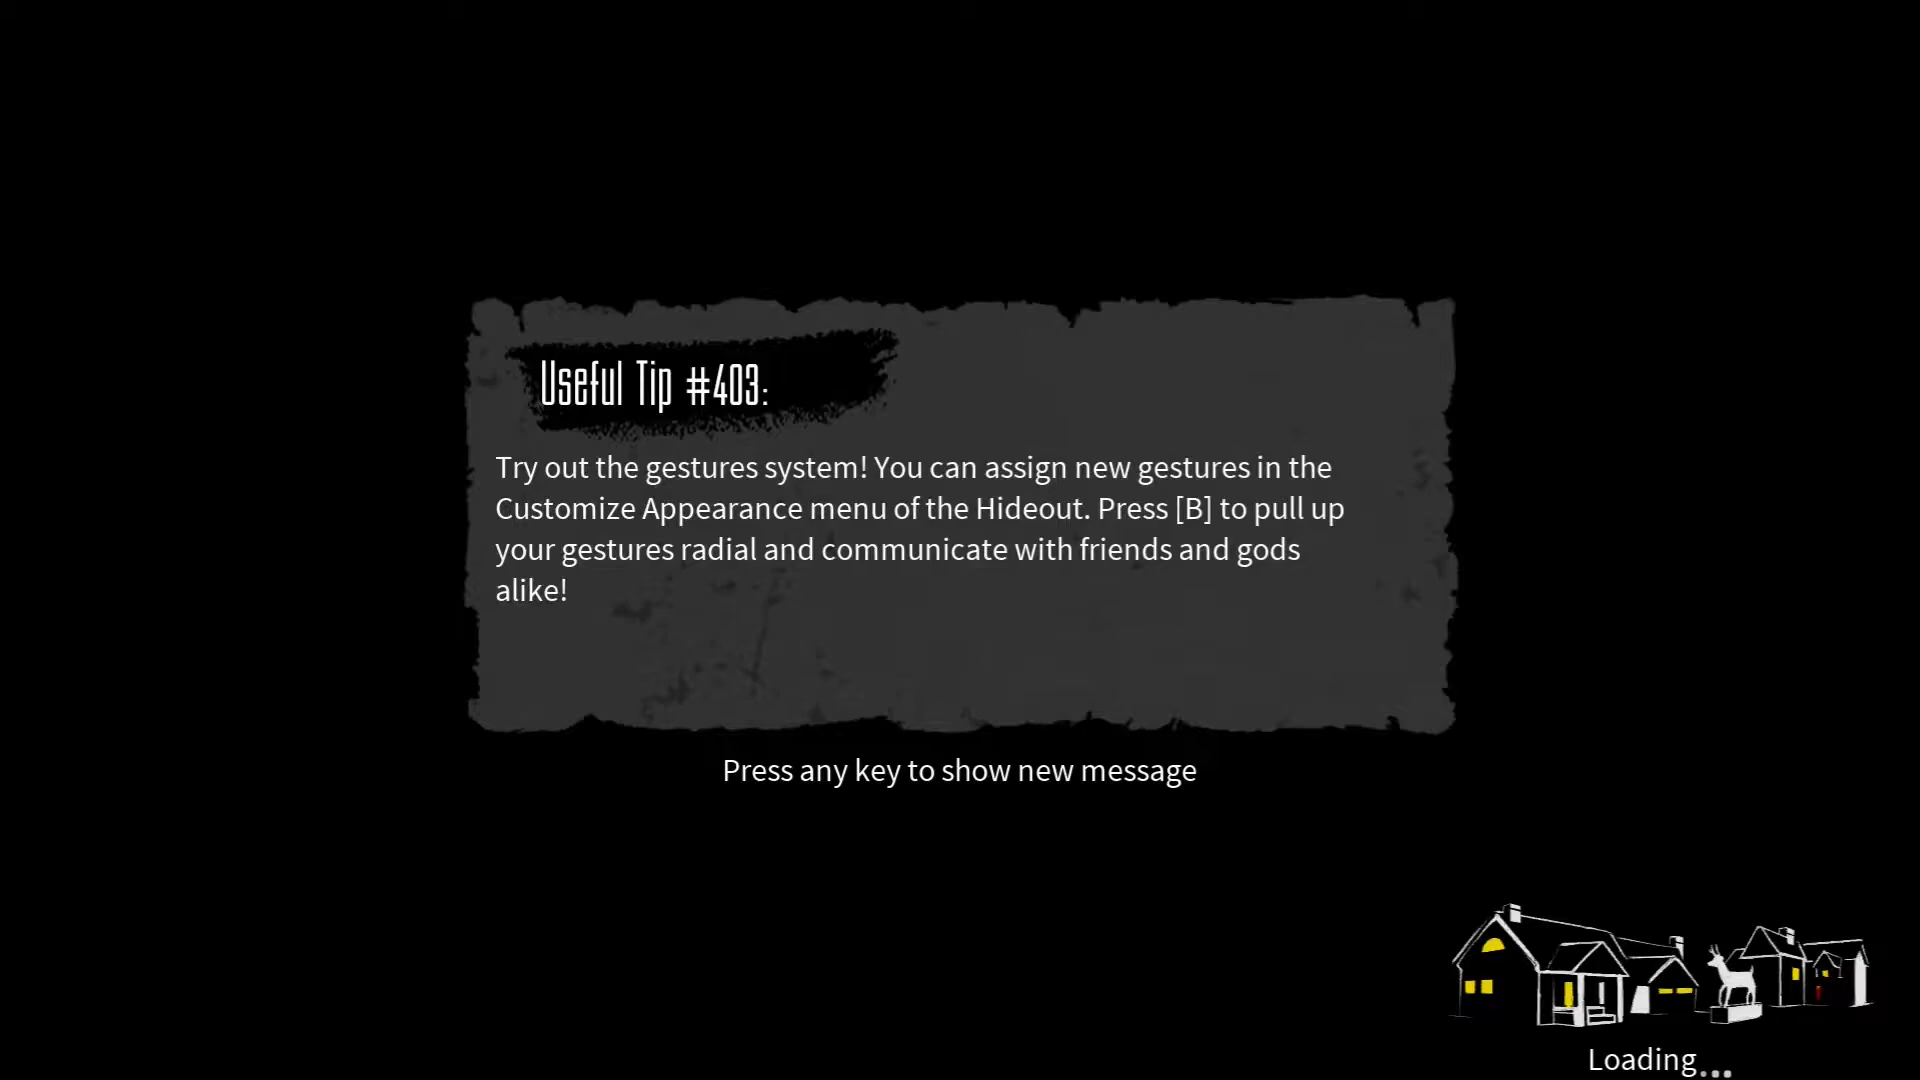 Useful Tip #403:
Try out the gestures system! You can assign new gestures in the
Customize Appearance menu of the Hideout. Press [B] to pull up
your gestures radial and communicate with friends and gods
alike!
Press any key to show new message
Loading...